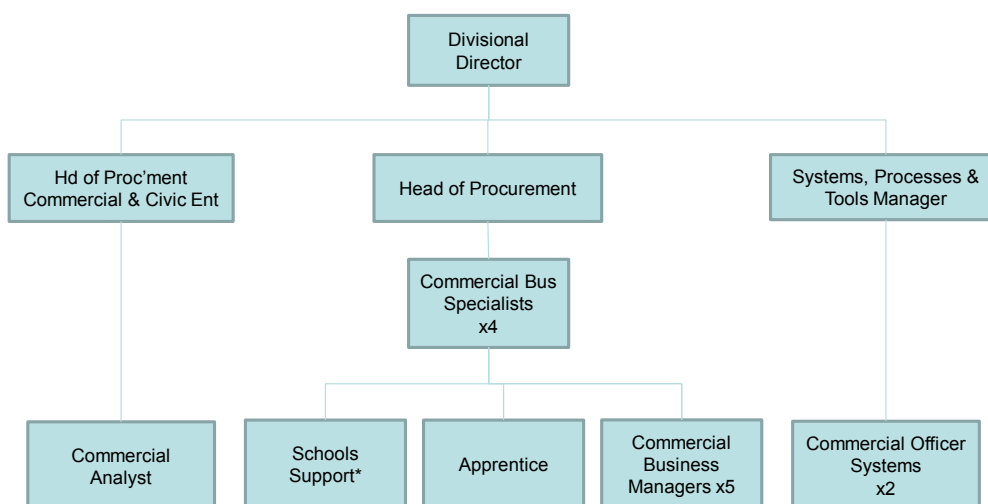 Divisional
Director
Hd of Proc'ment
Commercial & Civic Ent
Head of Procurement
Systems, Processes &
Tools Manager
Commercial Bus
Specialists
x4
Commercial
Analyst
Schools
Support*
Apprentice
Commercial
Business
Managers x5
Commercial Officer
Systems
x2